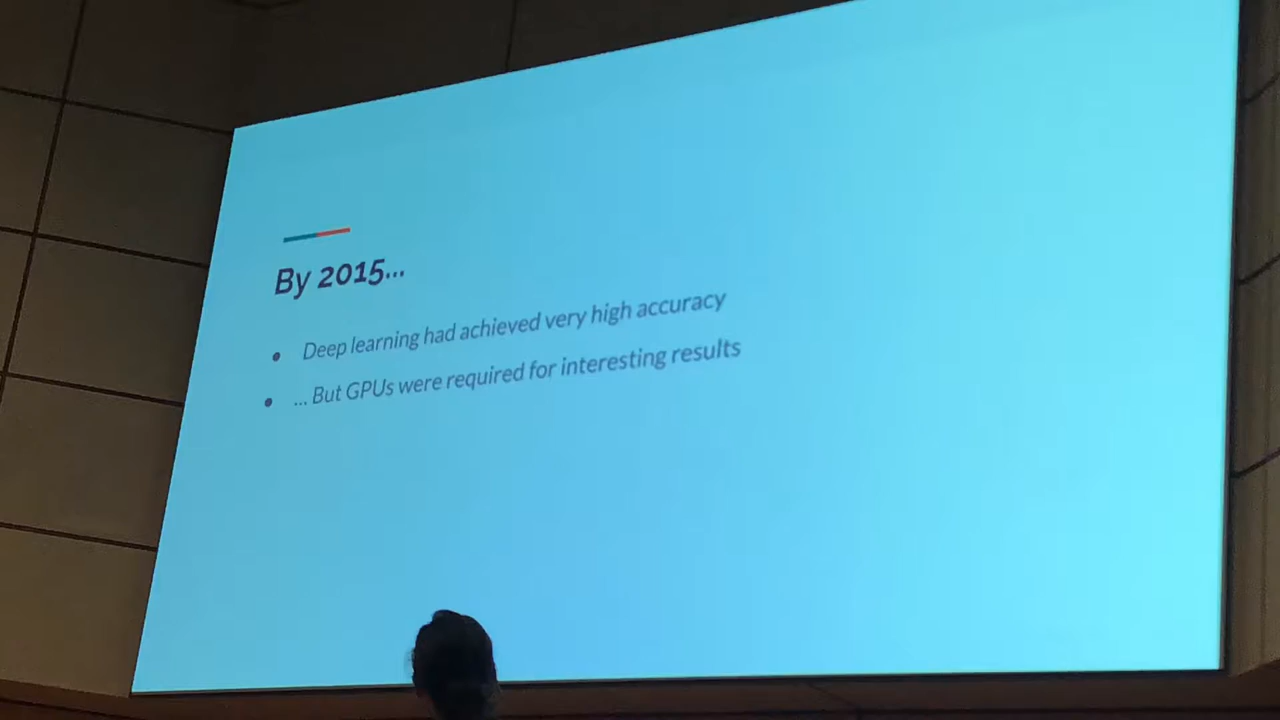 By 2015...
• Deep learning had achieved very high accuracy
• ... But GPUs were required for interesting results